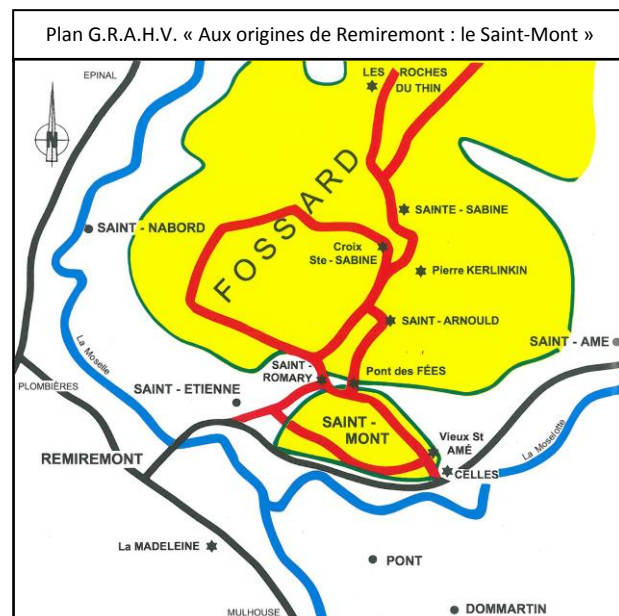 Plan G.R.A.H.V. « Aux origines de Remiremont : le Saint-Mont »
EPINAL
LES ROCHES
DU THIN
N
FOSSARD
SAINTE - SABINE
SAINT - NABORD
Croix
Ste-SABINE
Pierre KERLINKIN
SAINT - ARNOULD
La Moselle
SAINT - AME
SAINT-
ROMARY
Pont des FÉES
PLOMBIÈRES
SAINT - ETIENNE
SAINT -
MONT
Vieux St
AMÉ
La Moselotte
REMIREMONT
CELLES
La MADELEINE
PONT
MULHOUSE
DOMMARTIN